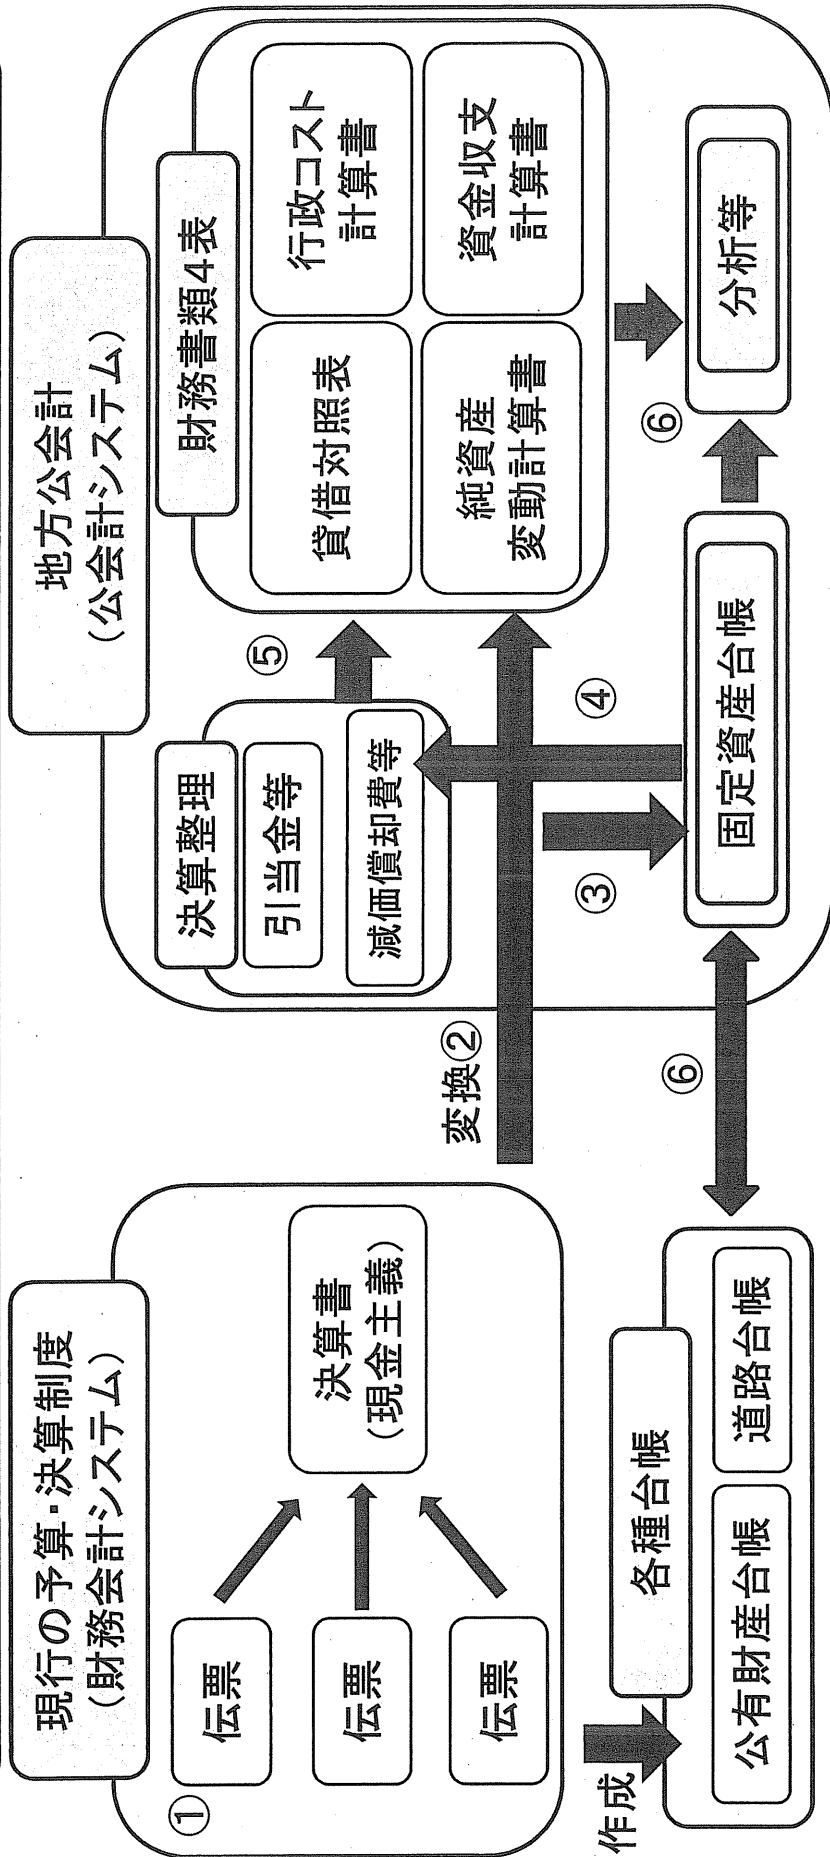 現行の予算・決算制度
(財務会計システム)
①
伝票
伝票
伝票
決算書
(現金主義)
作成
各種台帳
公有財産台帳
道路台帳
変換②
⑥
地方公会計
(公会計システム)
決算整理
引当金等
減価償却費等
③
④
⑤
財務書類4表
貸借対照表
行政コスト
計算書
純資産
変動計算書
資金収支
計算書
固定資産台帳
⑥
分析等